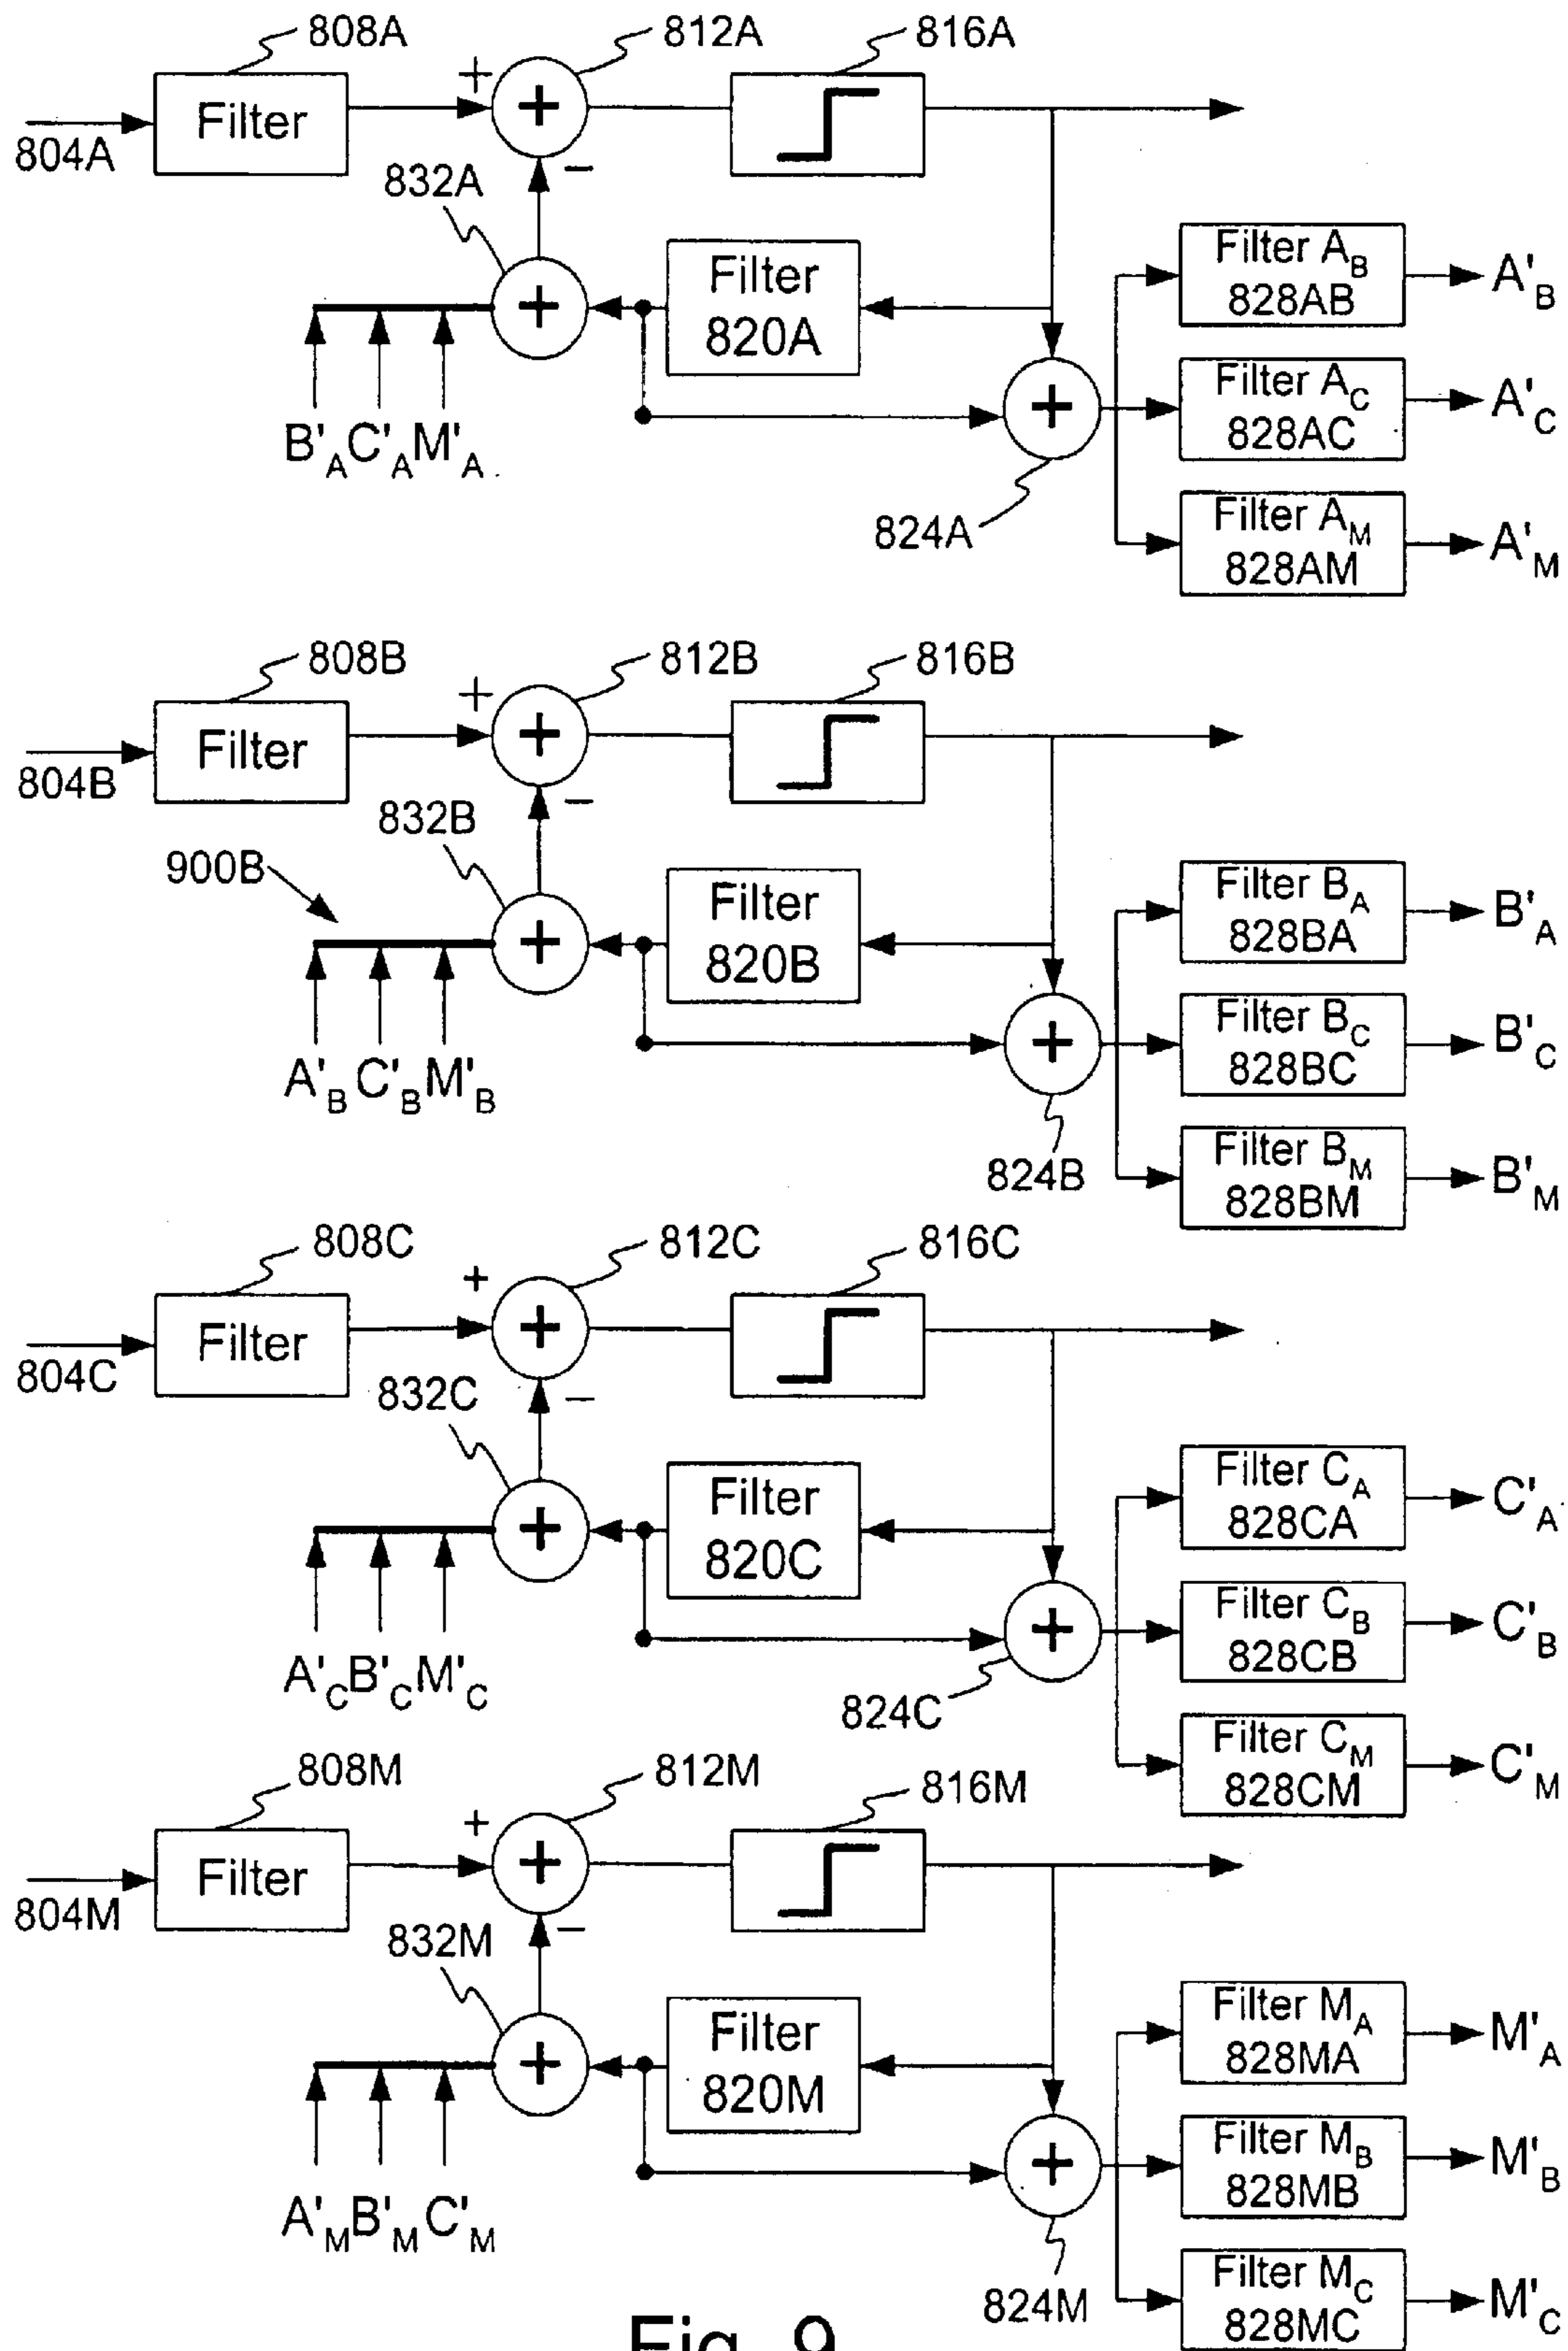 808A 812A 816A
+
+
Filter
804A
−
832A
Filter A_B
828AB
A'_B
Filter
820A
+
Filter A_C
828AC
A'_C
+
B'_A C'_A M'_A
824A
Filter A_M
828AM
A'_M
808B 812B 816B
+
+
Filter
804B
−
832B
900B
Filter B_A
828BA
B'_A
Filter
820B
+
Filter B_C
828BC
B'_C
+
A'_B C'_B M'_B
824B
Filter B_M
828BM
B'_M
808C 812C 816C
+
+
Filter
804C
−
832C
Filter C_A
828CA
C'_A
Filter
820C
+
Filter C_B
828CB
C'_B
+
A'_C B'_C M'_C
824C
Filter C_M
828CM
C'_M
808M 812M 816M
+
+
Filter
804M
−
832M
Filter M_A
828MA
M'_A
Filter
820M
+
Filter M_B
828MB
M'_B
+
A'_M B'_M C'_M
824M
Filter M_C
828MC
M'_C
Fig. 9